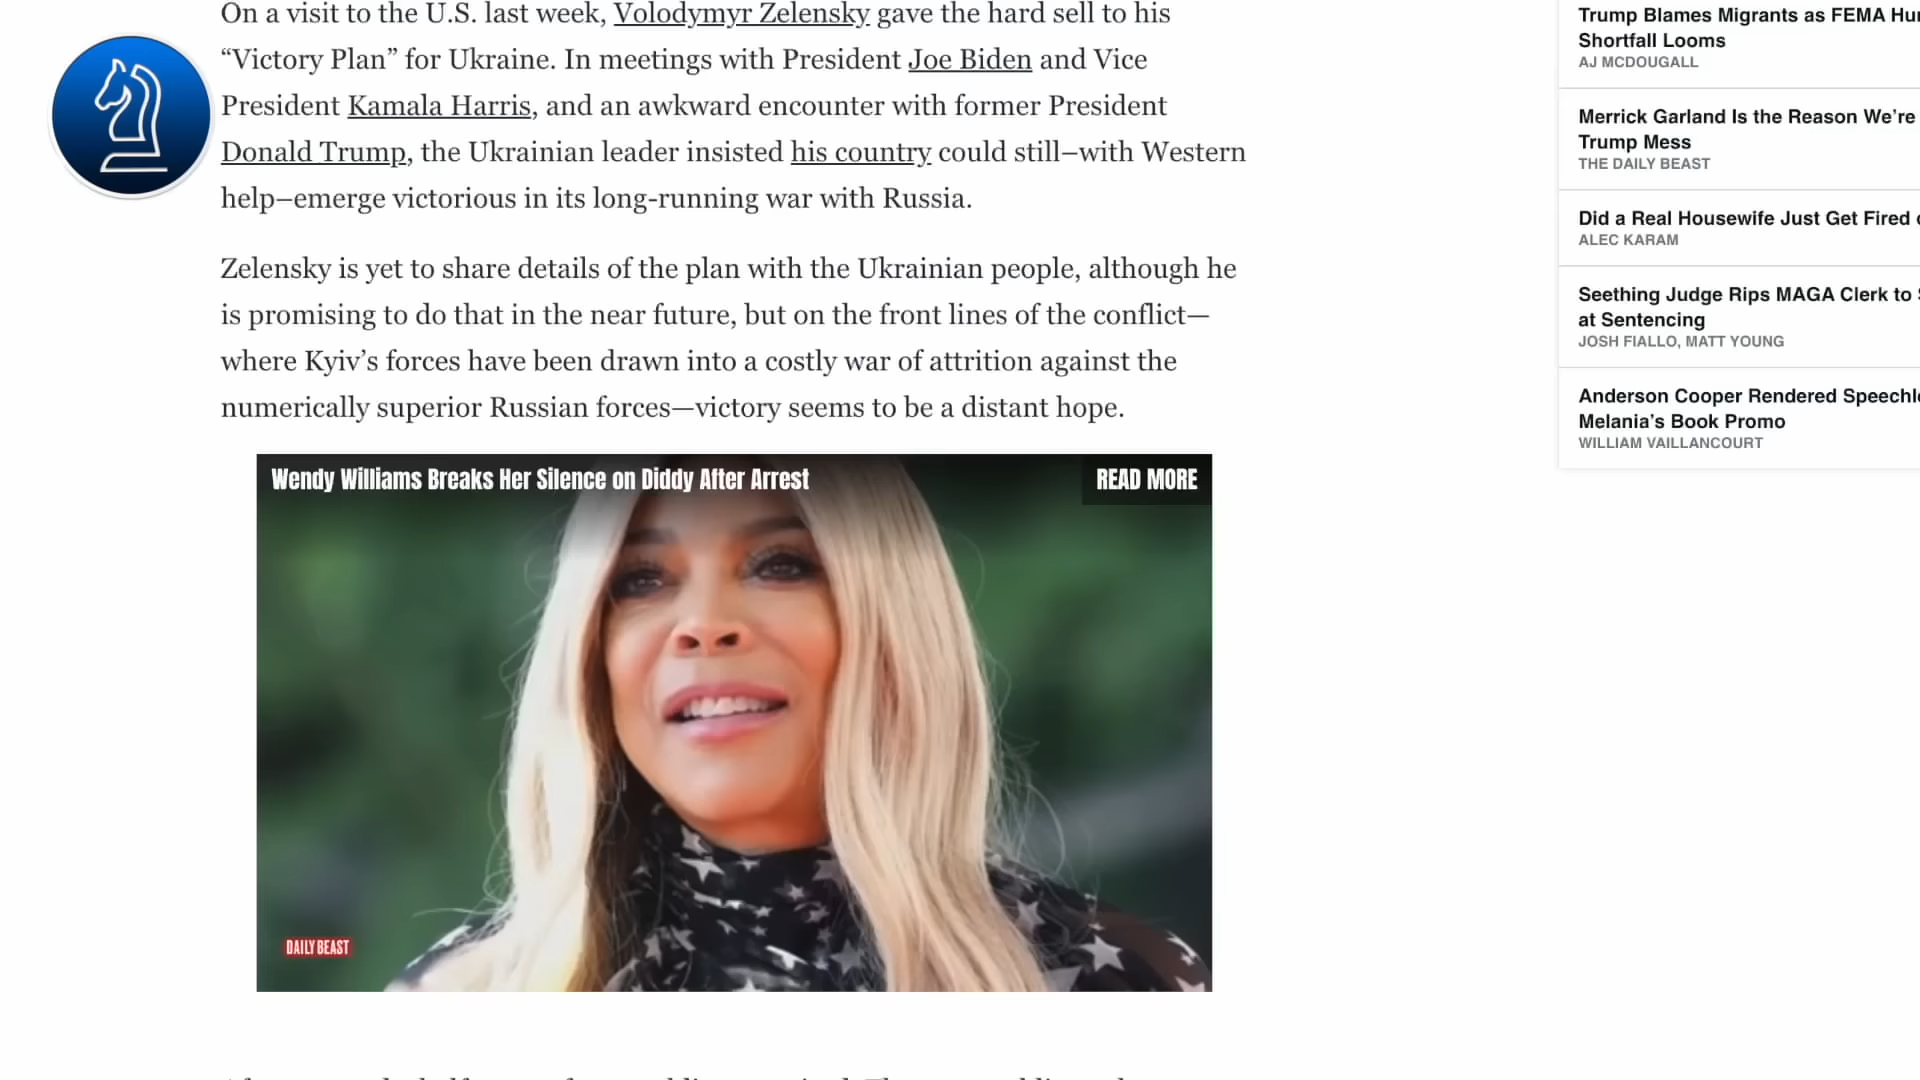 On a visit to the U.S. last week, Volodymyr Zelensky gave the hard sell to his
“Victory Plan” for Ukraine. In meetings with President Joe Biden and Vice
President Kamala Harris, and an awkward encounter with former President
Donald Trump, the Ukrainian leader insisted his country could still–with Western
help–emerge victorious in its long-running war with Russia.
Zelensky is yet to share details of the plan with the Ukrainian people, although he
is promising to do that in the near future, but on the front lines of the conflict—
where Kyiv’s forces have been drawn into a costly war of attrition against the
numerically superior Russian forces—victory seems to be a distant hope.
Wendy Williams Breaks Her Silence on Diddy After Arrest
READ MORE
DAILY BEAST
Trump Blames Migrants as FEMA
Shortfall Looms
AJ MCDOUGALL
Merrick Garland Is the Reason We’re
Trump Mess
THE DAILY BEAST
Did a Real Housewife Just Get Fired
ALEC KARAM
Seething Judge Rips MAGA Clerk to
at Sentencing
JOSH FIALLO, MATT YOUNG
Anderson Cooper Rendered
Melania’s Book Promo
WILLIAM VAILLANCOURT